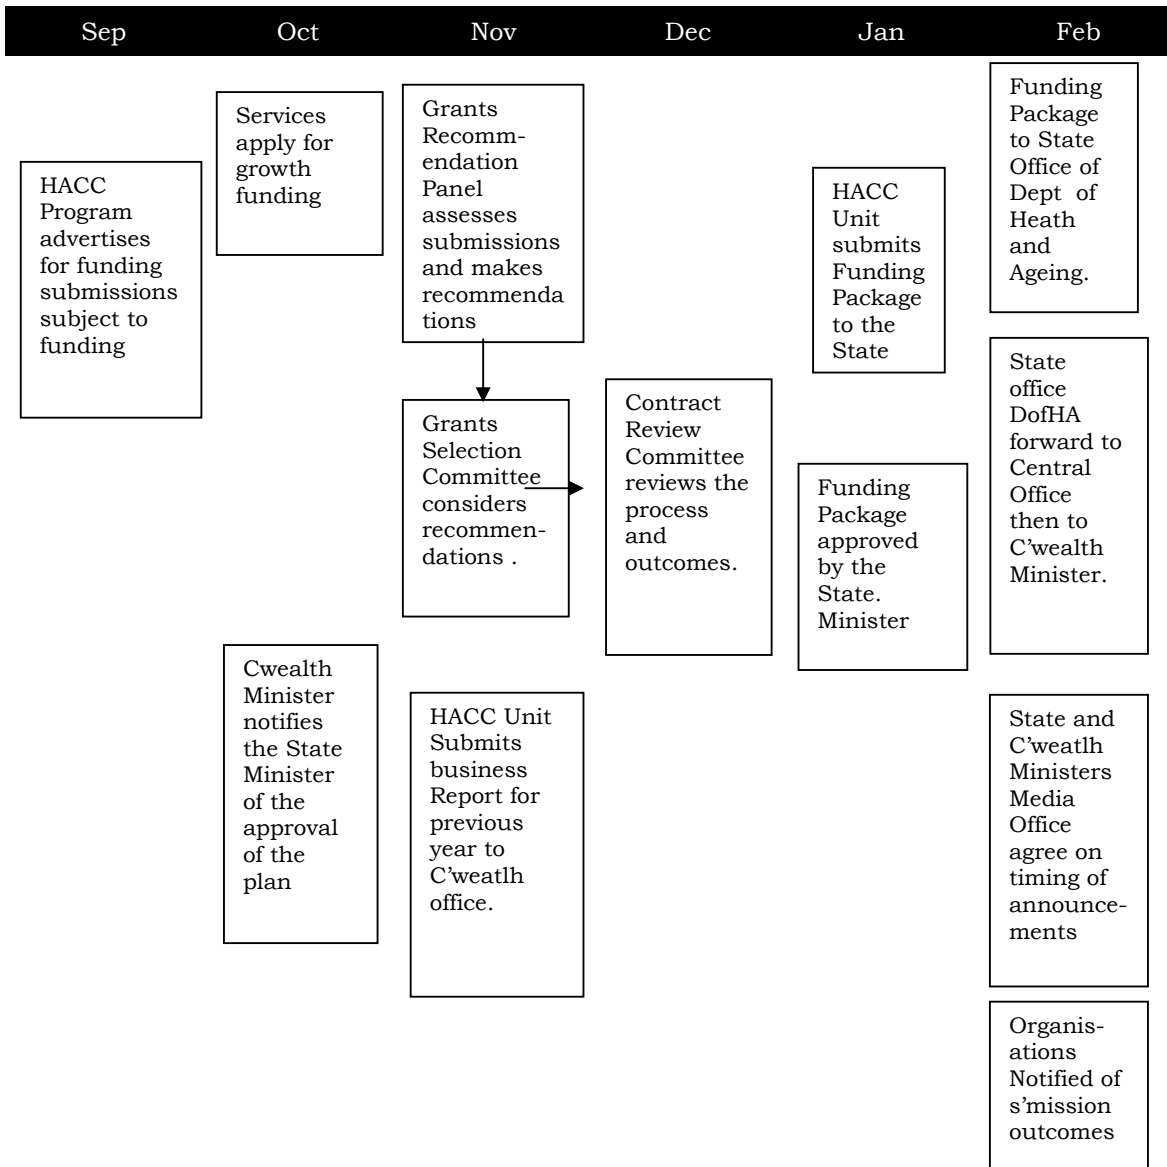 Sep Oct Nov Dec Jan Feb
HACC
Program
advertises
for funding
submissions
subject to
funding
Services
apply for
growth
funding
Cwealth
Minister
notifies
the State
Minister
of the
approval
of the
plan
Grants
Recomm-
endation
Panel
assesses
submissions
and makes
recommenda
tions
Grants
Selection
Committee
considers
recommen-
dations .
HACC Unit
Submits
business
Report for
previous
year to
C'weatlh
office.
Contract
Review
Committee
reviews the
process
and
outcomes.
HACC
Unit
submits
Funding
Package
to the
State
Funding
Package
approved
by the
State.
Minister
Funding
Package
to State
Office of
Dept of
Heath
and
Ageing.
State
office
DofHA
forward to
Central
Office
then to
C'wealth
Minister.
State and
C'weatlh
Ministers
Media
Office
agree on
timing of
announce-
ments
Organis-
ations
Notified of
s'mission
outcomes